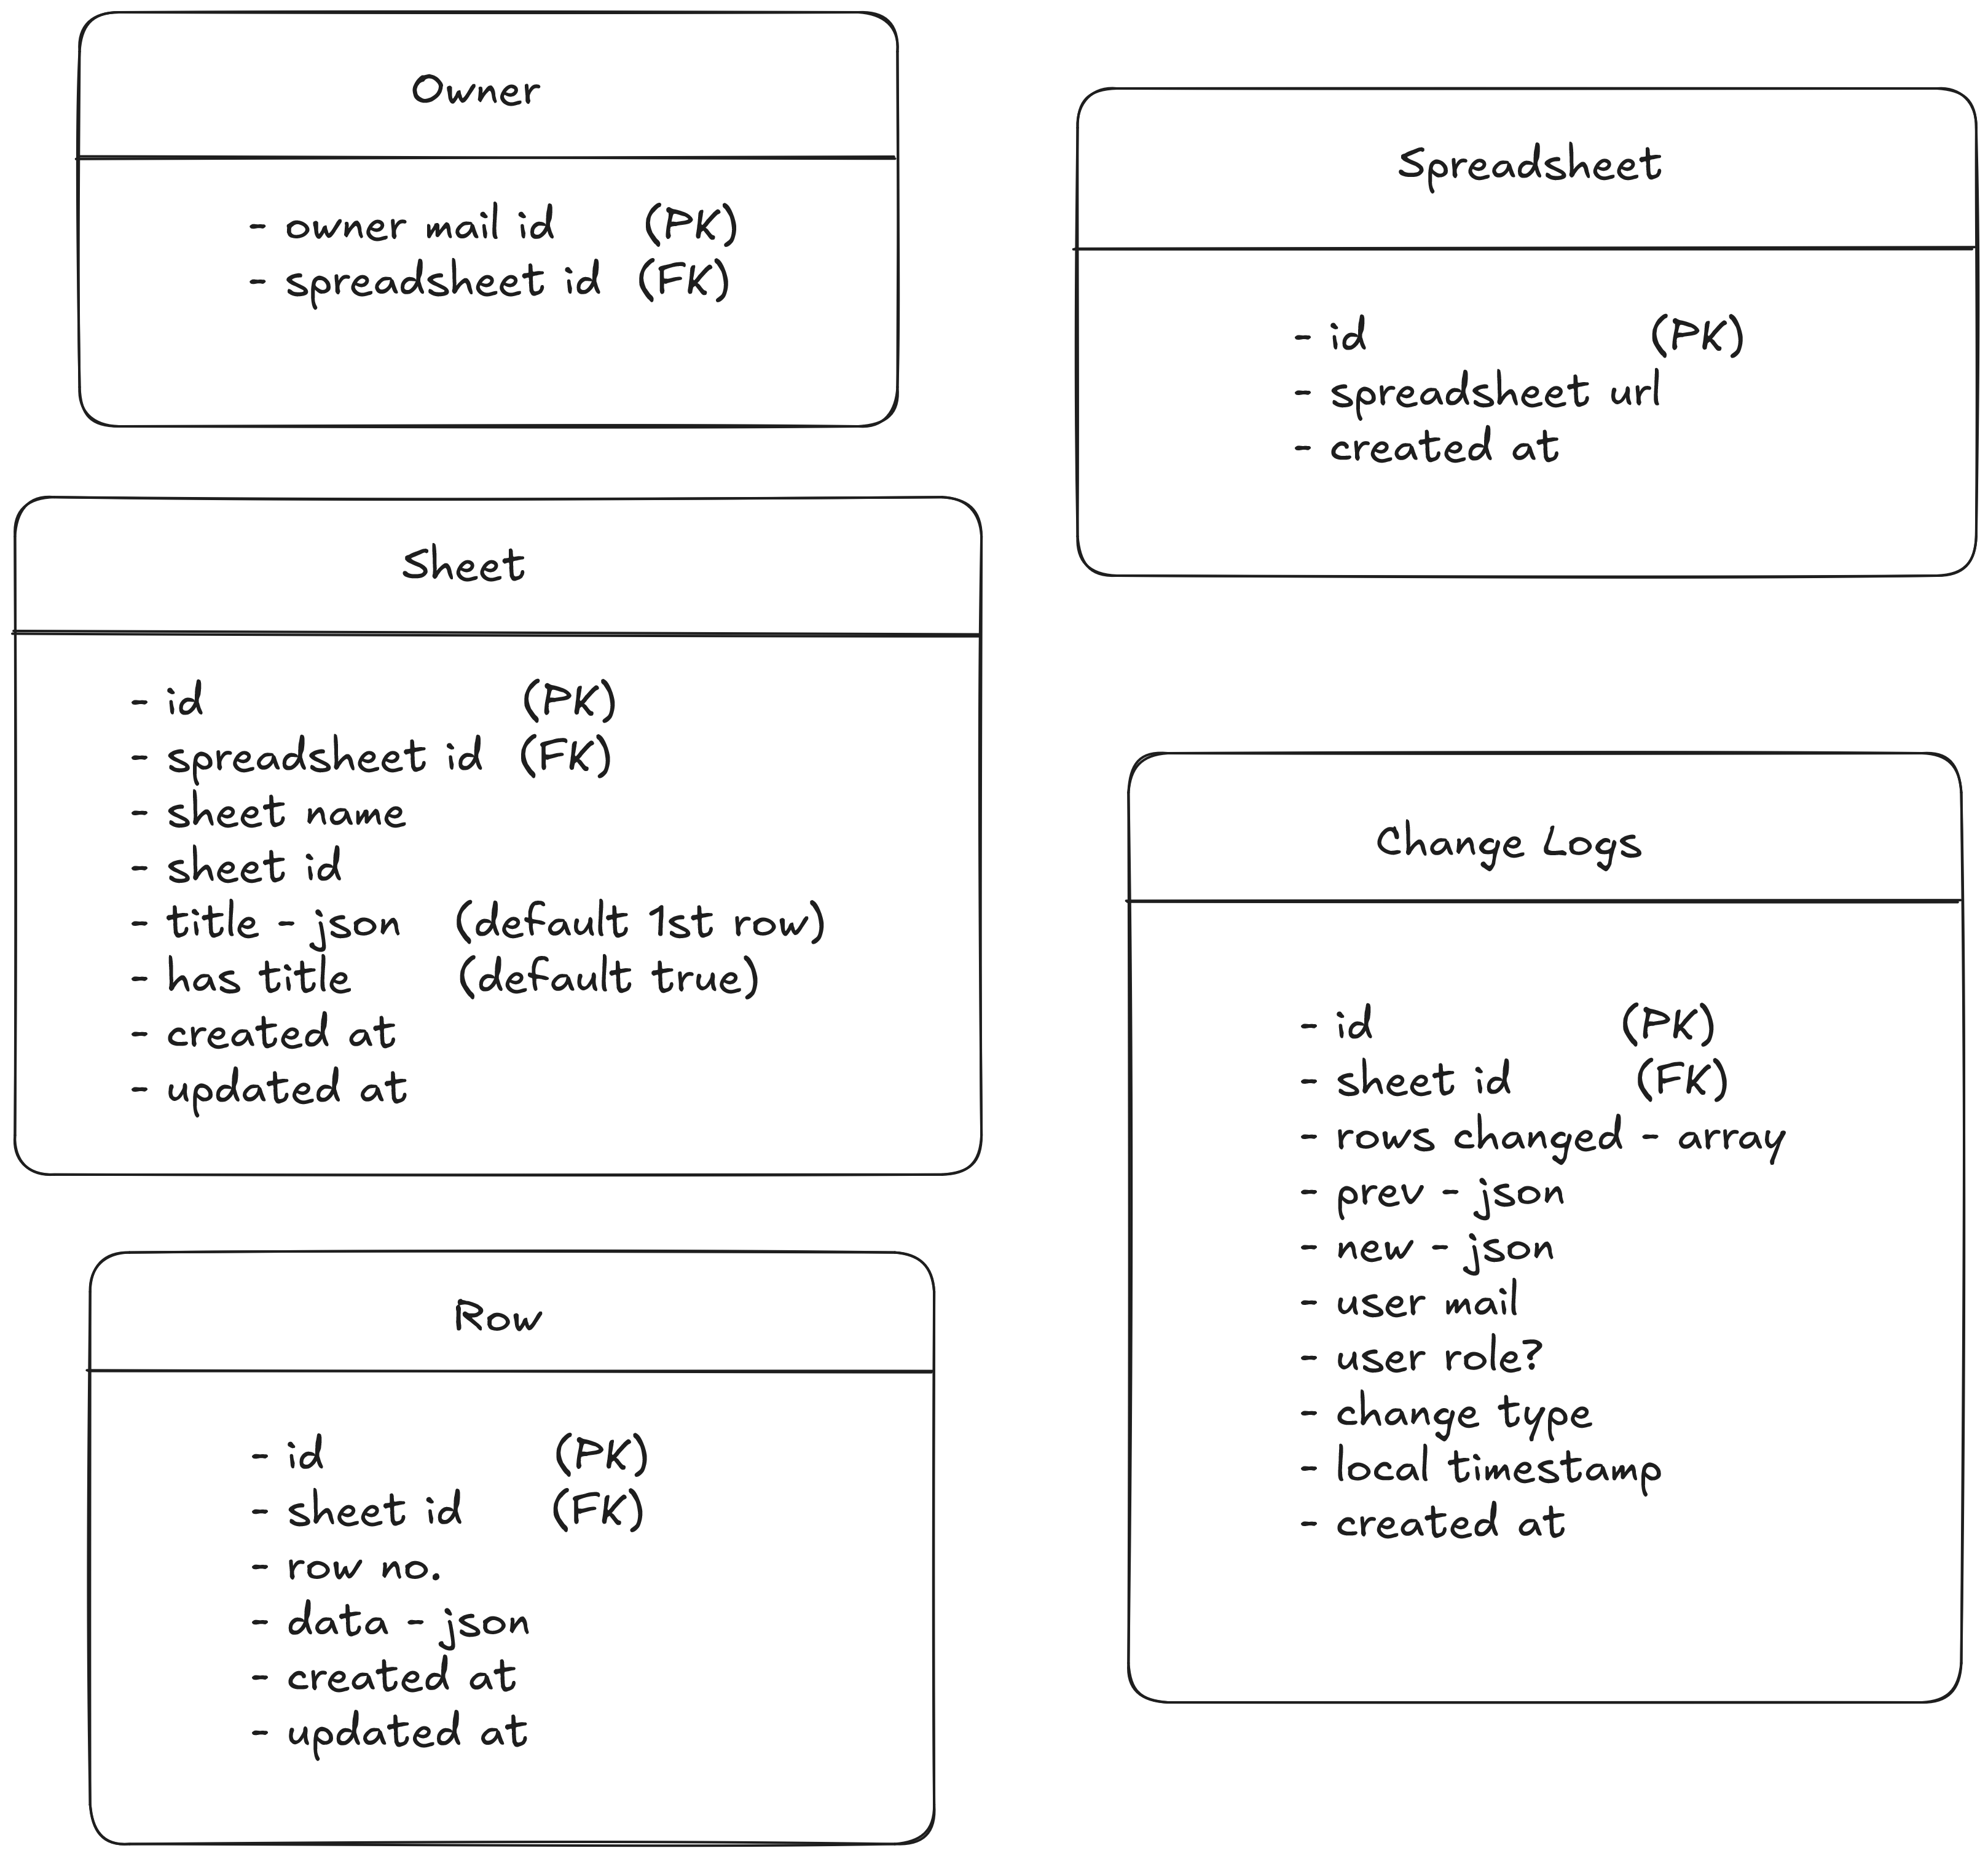 Owner
- owner mail id (PK)
- spreadsheet id (FK)
Spreadsheet
- id (PK)
- spreadsheet url
- created at
Sheet
- id (PK)
- spreadsheet id (FK)
- sheet name
- sheet id
- title - json (default 1st row)
- has title (default true)
- created at
- updated at
Change Logs
- id (PK)
- sheet id (FK)
- rows changed - array
- prev - json
- new - json
- user mail
- user role?
- change type
- local timestamp
- created at
Row
- id (PK)
- sheet id (FK)
- row no.
- data - json
- created at
- updated at